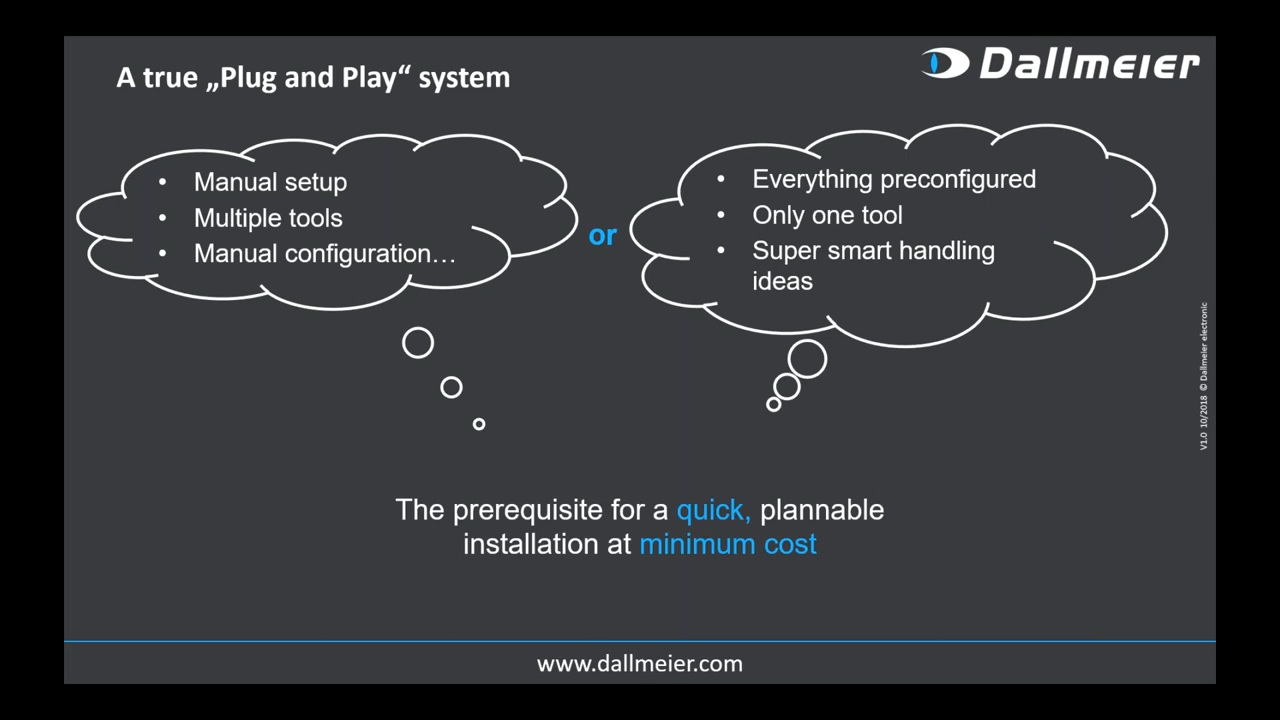 A true „Plug and Play“ system
Dallmeier
• Manual setup
• Multiple tools
• Manual configuration…
or
• Everything preconfigured
• Only one tool
• Super smart handling
ideas
V1.0 10/2018 © Dallmeier electronic
The prerequisite for a quick, plannable
installation at minimum cost
www.dallmeier.com